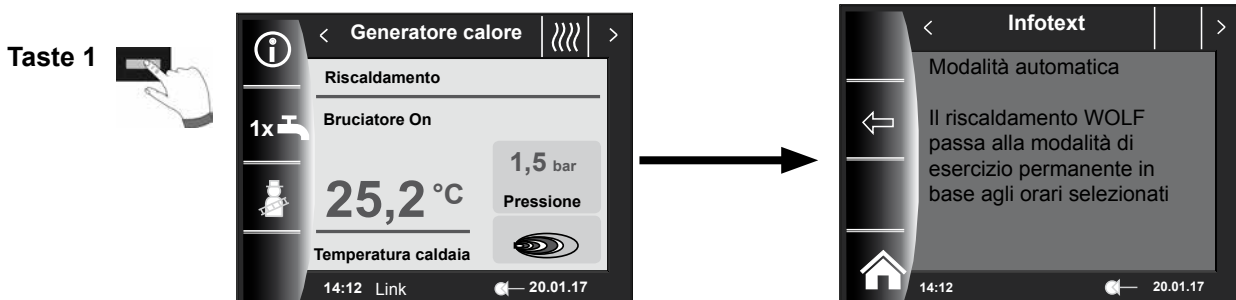 Taste 1
Generatore calore
Riscaldamento
1x
Bruciatore On
1,5 bar
25,2 °C
Pressione
Temperatura caldaia
14:12 Link 20.01.17
Infotext
Modalità automatica
Il riscaldamento WOLF
passa alla modalità di
esercizio permanente in
base agli orari selezionati
14:12 20.01.17